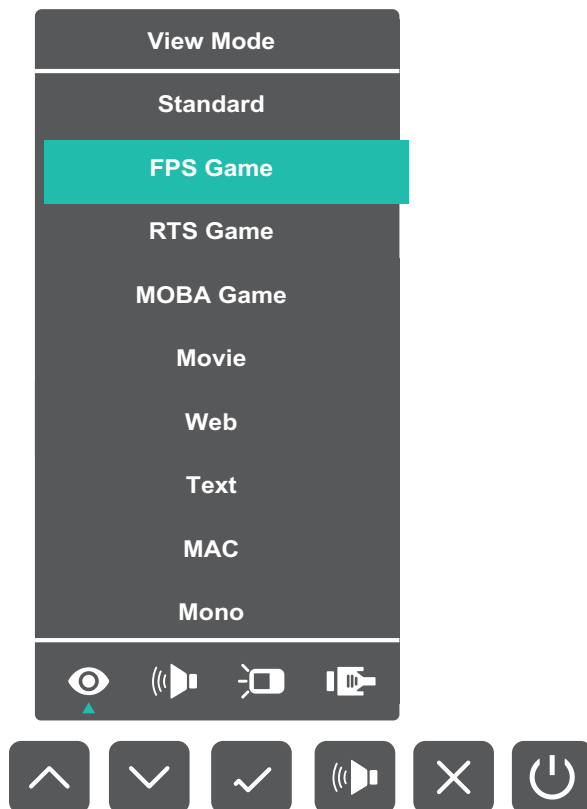 View Mode
Standard
FPS Game
RTS Game
MOBA Game
Movie
Web
Text
MAC
Mono